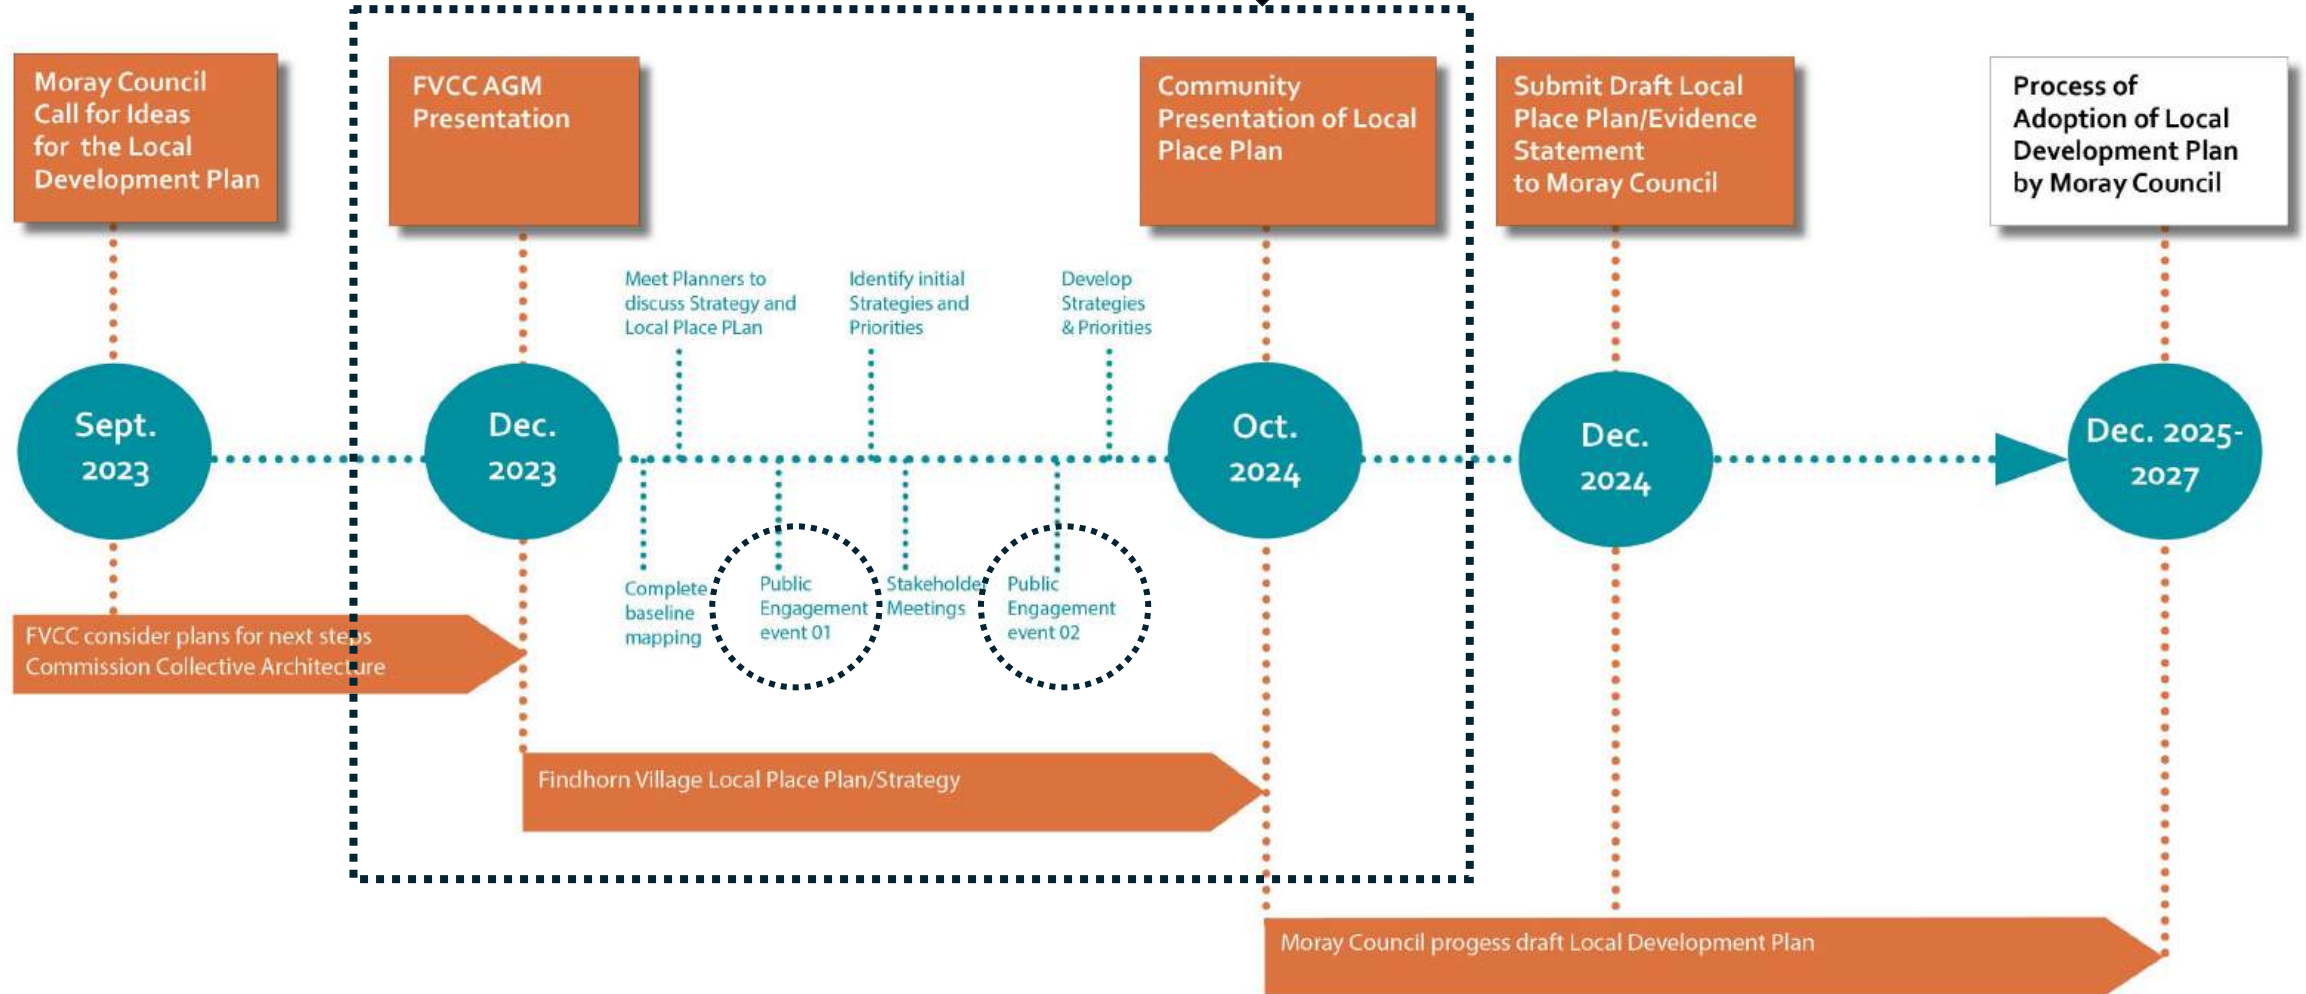 Moray Council
Call for Ideas
for the Local
Development Plan
FVCC AGM
Presentation
Community
Presentation of Local
Place Plan
Submit Draft Local
Place Plan/Evidence
Statement
to Moray Council
Process of
Adoption of Local
Development Plan
by Moray Council
Meet Planners to
discuss Strategy and
Local Place PLan
Identify initial
Strategies and
Priorities
Develop
Strategies
& Priorities
Sept.
2023
Dec.
2023
Oct.
2024
Dec.
2024
Dec. 2025-
2027
Complete
baseline
mapping
Public
Engagement
event 01
Stakeholder
Meetings
Public
Engagement
event 02
FVCC consider plans for next steps
Commission Collective Architecture
Findhorn Village Local Place Plan/Strategy
Moray Council progess draft Local Development Plan